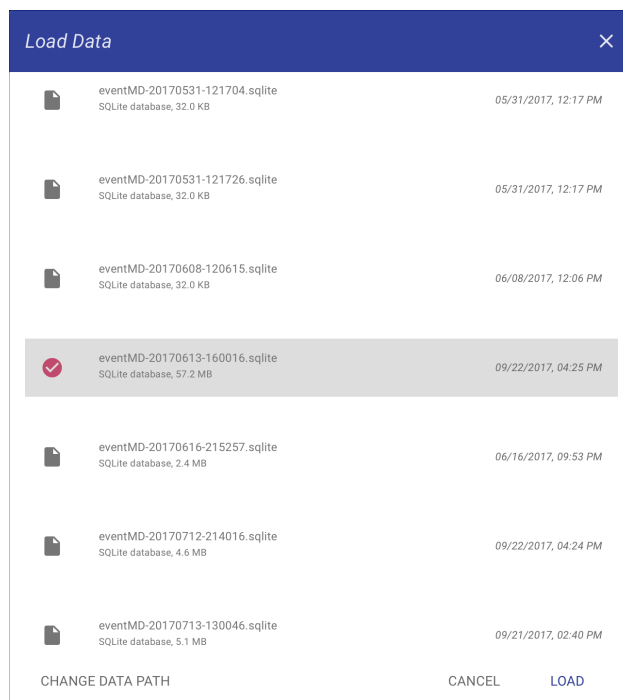 Load Data
eventMD-20170531-121704.sqlite
SQLite database, 32.0 KB
05/31/2017, 12:17 PM
eventMD-20170531-121726.sqlite
SQLite database, 32.0 KB
05/31/2017, 12:17 PM
eventMD-20170608-120615.sqlite
SQLite database, 32.0 KB
06/08/2017, 12:06 PM
eventMD-20170613-160016.sqlite
SQLite database, 57.2 MB
09/22/2017, 04:25 PM
eventMD-20170616-215257.sqlite
SQLite database, 2.4 MB
06/16/2017, 09:53 PM
eventMD-20170712-214016.sqlite
SQLite database, 4.6 MB
09/22/2017, 04:24 PM
eventMD-20170713-130046.sqlite
SQLite database, 5.1 MB
09/21/2017, 02:40 PM
CHANGE DATA PATH CANCEL LOAD